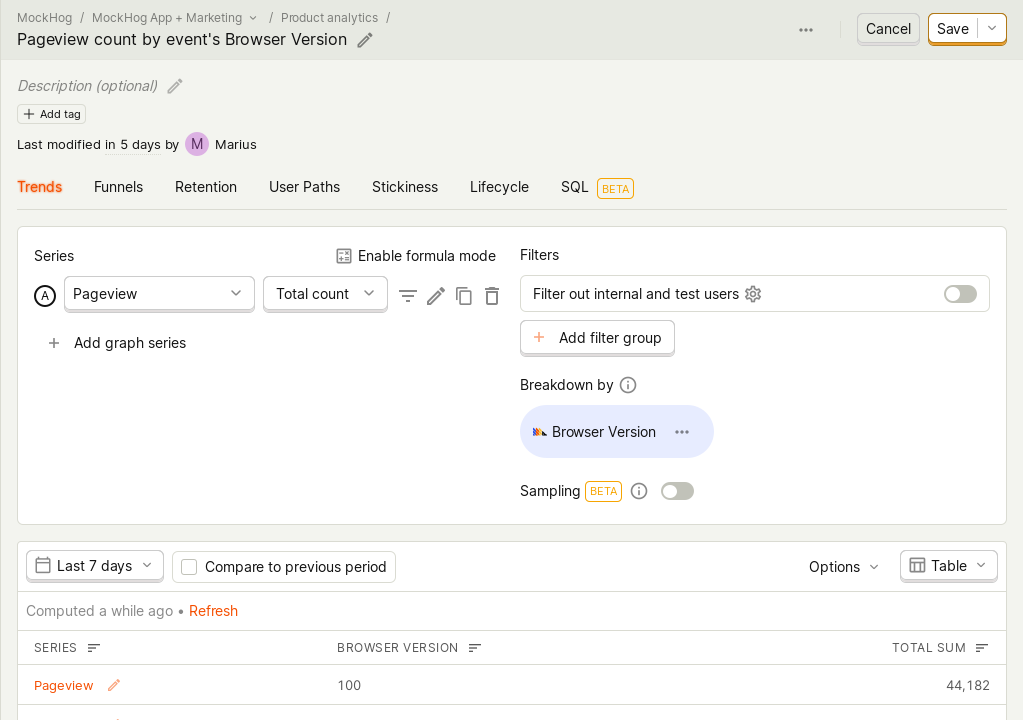 MockHog / MockHog App + Marketing / Product analytics /
Pageview count by event's Browser Version
Cancel
Save
Description (optional)
Add tag
Last modified in 5 days by M Marius
Trends Funnels Retention User Paths Stickiness Lifecycle SQL BETA
Series
Enable formula mode
A Pageview Total count
Add graph series
Filters
Filter out internal and test users
Add filter group
Breakdown by
Browser Version
Sampling BETA
Last 7 days
Compare to previous period
Options
Table
Computed a while ago • Refresh
SERIES BROWSER VERSION TOTAL SUM
Pageview 100 44,182